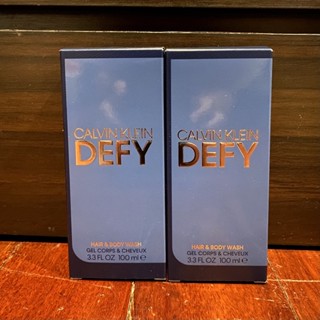 CALVIN KLEIN
DEFY
HAIR & BODY WASH
GEL CORPS & CHEVEUX
3.3 FL OZ 100 ml ℮
CALVIN KLEIN
DEFY
HAIR & BODY WASH
GEL CORPS & CHEVEUX
3.3 FL OZ 100 ml ℮